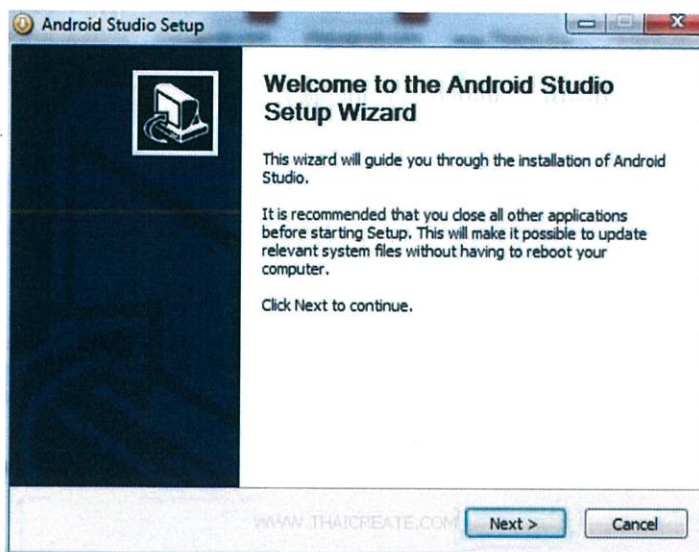 Android Studio Setup
Welcome to the Android Studio
Setup Wizard
This wizard will guide you through the installation of Android
Studio.
It is recommended that you close all other applications
before starting Setup. This will make it possible to update
relevant system files without having to reboot your
computer.
Click Next to continue.
WWW.THAICREATE.COM
Next >
Cancel